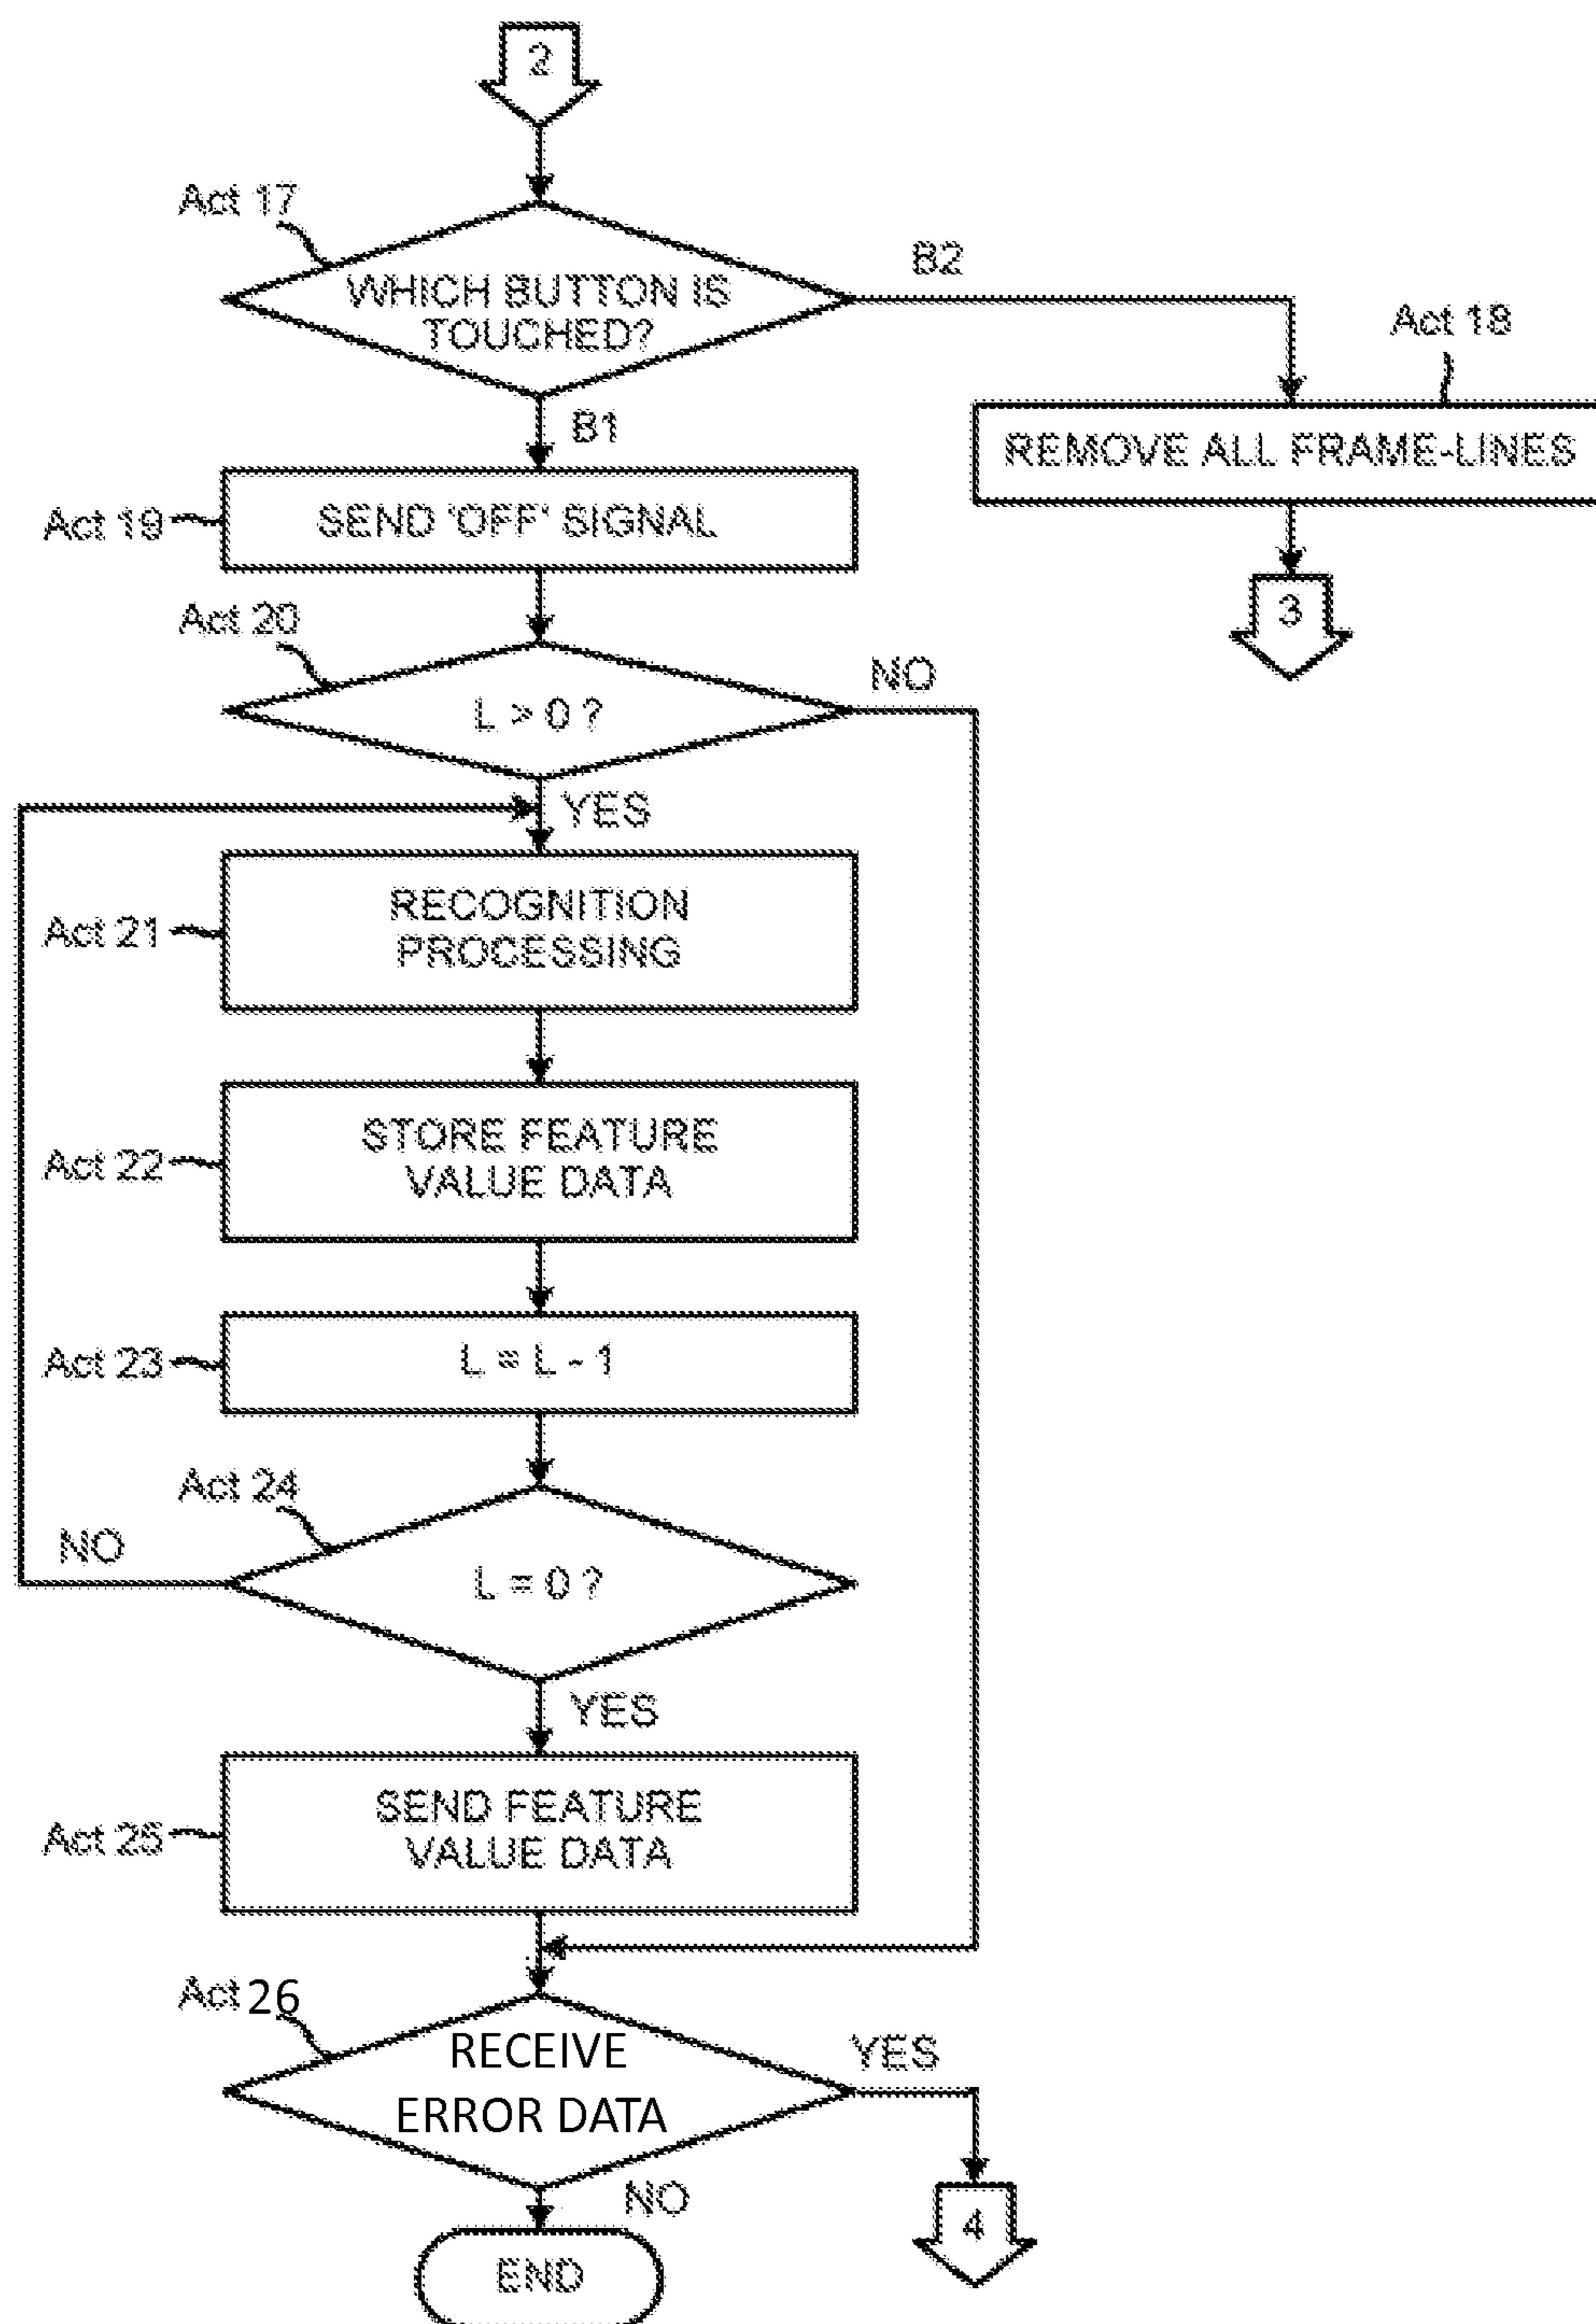 2
Act 17
WHICH BUTTON IS
TOUCHED?
B2
Act 18
REMOVE ALL FRAME-LINES
3
B1
Act 19
SEND 'OFF' SIGNAL
Act 20
L > 0 ?
NO
YES
Act 21
RECOGNITION
PROCESSING
Act 22
STORE FEATURE
VALUE DATA
Act 23
L = L - 1
Act 24
L = 0 ?
NO
YES
Act 25
SEND FEATURE
VALUE DATA
Act 26
RECEIVE
ERROR DATA
YES
4
NO
END